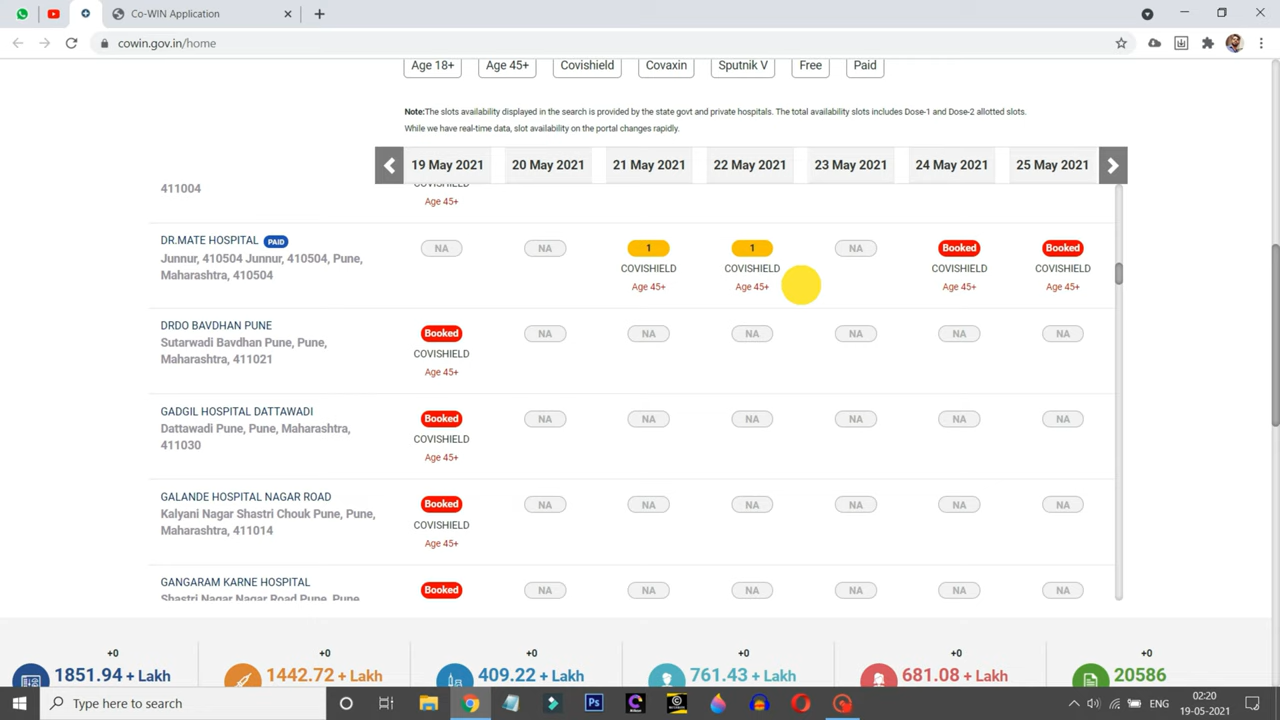 Co-WIN Application
cowin.gov.in/home
Age 18+ Age 45+ Covishield Covaxin Sputnik V Free Paid
Note:The slots availability displayed in the search is provided by the state govt and private hospitals. The total availability slots includes Dose-1 and Dose-2 allotted slots.
While we have real-time data, slot availability on the portal changes rapidly.
19 May 2021 20 May 2021 21 May 2021 22 May 2021 23 May 2021 24 May 2021 25 May 2021
411004 COVISHIELD
Age 45+
DR.MATE HOSPITAL PAID NA NA 1 1 NA Booked Booked
Junnur, 410504 Junnur, 410504, Pune, COVISHIELD COVISHIELD COVISHIELD COVISHIELD
Maharashtra, 410504 Age 45+ Age 45+ Age 45+ Age 45+
DRDO BAVDHAN PUNE Booked NA NA NA NA NA NA
Sutarwadi Bavdhan Pune, Pune, COVISHIELD
Maharashtra, 411021 Age 45+
GADGIL HOSPITAL DATTAWADI Booked NA NA NA NA NA NA
Dattawadi Pune, Pune, Maharashtra, COVISHIELD
411030 Age 45+
GALANDE HOSPITAL NAGAR ROAD Booked NA NA NA NA NA NA
Kalyani Nagar Shastri Chouk Pune, Pune, COVISHIELD
Maharashtra, 411014 Age 45+
GANGARAM KARNE HOSPITAL Booked NA NA NA NA NA NA
Shastri Nagar Nagar Road Pune, Pune,
+0 +0 +0 +0 +0 +0
1851.94 + Lakh 1442.72 + Lakh 409.22 + Lakh 761.43 + Lakh 681.08 + Lakh 20586
Type here to search Ps ENG 02:20
19-05-2021